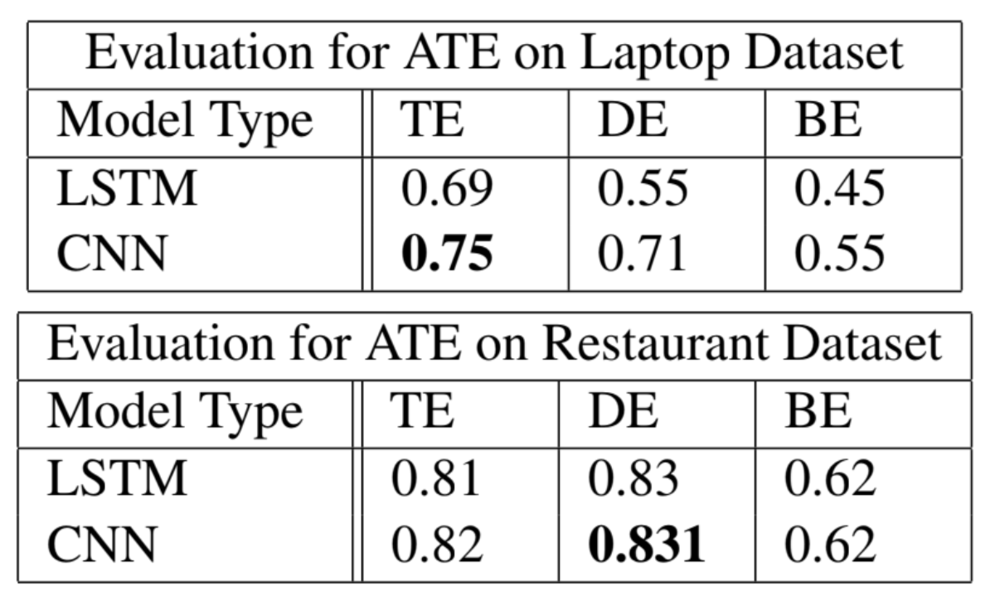 Evaluation for ATE on Laptop Dataset
Model Type TE DE BE
LSTM 0.69 0.55 0.45
CNN 0.75 0.71 0.55
Evaluation for ATE on Restaurant Dataset
Model Type TE DE BE
LSTM 0.81 0.83 0.62
CNN 0.82 0.831 0.62